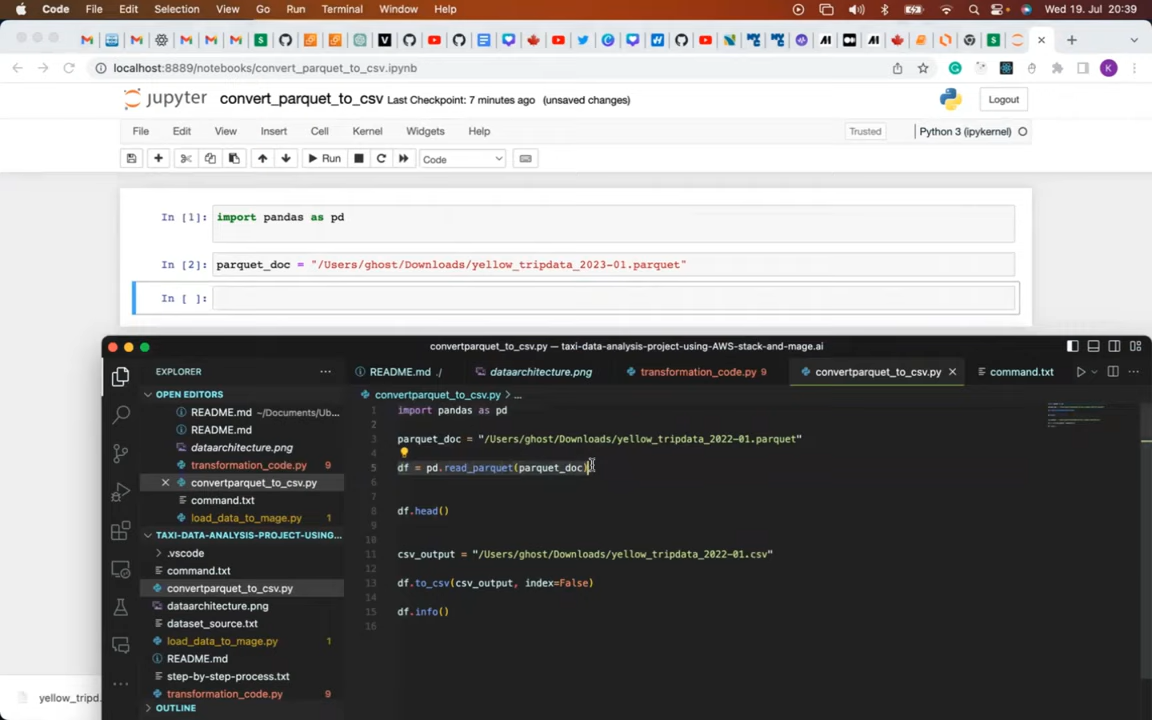 Code File Edit Selection View Go Run Terminal Window Help Wed 19. Jul 20:39
localhost:8889/notebooks/convert_parquet_to_csv.ipynb
K
jupyter convert_parquet_to_csv Last Checkpoint: 7 minutes ago (unsaved changes) Logout
File Edit View Insert Cell Kernel Widgets Help Trusted Python 3 (ipykernel)
Run Code
In [1]: import pandas as pd
In [2]: parquet_doc = "/Users/ghost/Downloads/yellow_tripdata_2023-01.parquet"
In [ ]:
convertparquet_to_csv.py — taxi-data-analysis-project-using-AWS-stack-and-mage.ai
EXPLORER
README.md ./ dataarchitecture.png transformation_code.py 9 convertparquet_to_csv.py command.txt
OPEN EDITORS
README.md ~/Documents/Ub...
README.md
dataarchitecture.png
transformation_code.py 9
convertparquet_to_csv.py
command.txt
load_data_to_mage.py 1
TAXI-DATA-ANALYSIS-PROJECT-USING-...
.vscode
command.txt
convertparquet_to_csv.py
dataarchitecture.png
dataset_source.txt
load_data_to_mage.py 1
README.md
step-by-step-process.txt
transformation_code.py 9
OUTLINE
convertparquet_to_csv.py > ...
1 import pandas as pd
2
3 parquet_doc = "/Users/ghost/Downloads/yellow_tripdata_2022-01.parquet"
4
5 df = pd.read_parquet(parquet_doc)
6
7
8 df.head()
9
10
11 csv_output = "/Users/ghost/Downloads/yellow_tripdata_2022-01.csv"
12
13 df.to_csv(csv_output, index=False)
14
15 df.info()
16
yellow_tripd